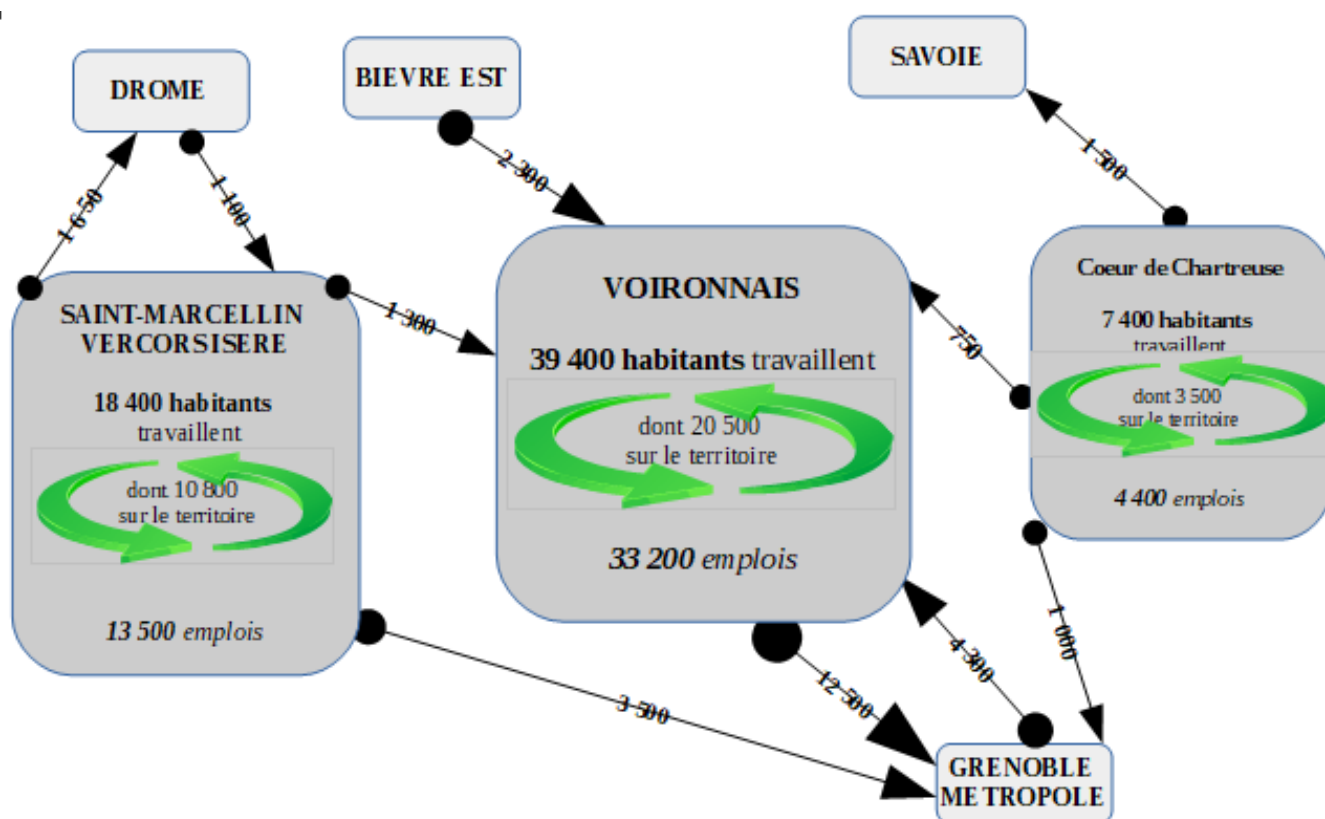 DROME
BIEVRE EST
SAVOIE
1 650
1 100
2 300
1 500
SAINT-MARCELLIN
VERCORSISERE
18 400 habitants
travaillent
dont 10 800
sur le territoire
13 500 emplois
1 300
VOIRONNAIS
39 400 habitants travaillent
dont 20 500
sur le territoire
33 200 emplois
750
Coeur de Chartreuse
7 400 habitants
travaillent
dont 3 500
sur le territoire
4 400 emplois
3 500
12 500
4 300
1 000
GRENOBLE
METROPOLE